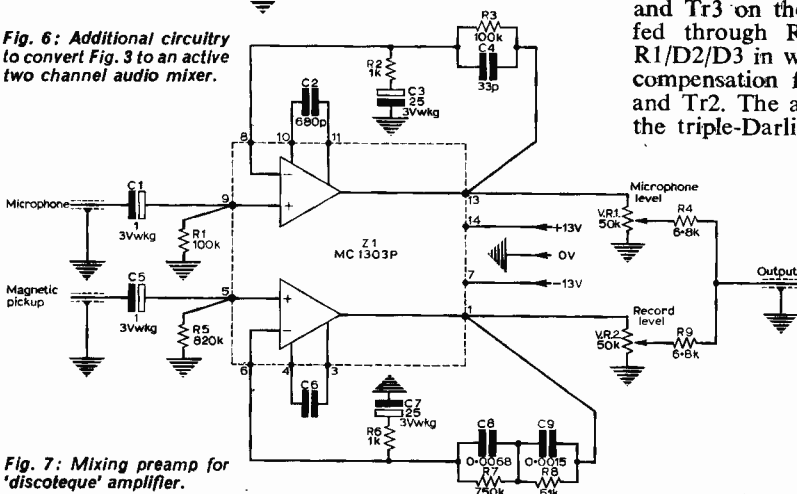 Fig. 6: Additional circuitry
to convert Fig. 3 to an active
two channel audio mixer.
and Tr3 on the
fed through R
R1/D2/D3 in w
compensation f
and Tr2. The a
the triple-Darli
R3
100k
C4
33p
R2
1k
C3
25
3Vwkg
C2
680p
8
10
11
Microphone
C1
1
3Vwkg
9
R1
100k
13
Microphone
level
V.R.1
50k
R4
6·8k
14
+13V
Z1
MC 1303P
0V
7
-13V
Output
Magnetic
pickup
C5
1
3Vwkg
5
R5
820k
1
Record
level
V.R.2
50k
R9
6·8k
6
4
3
C6
C7
25
3Vwkg
R6
1k
C8
0·0068
R7
750k
C9
0·0015
R8
51k
Fig. 7: Mixing preamp for
'discoteque' amplifier.